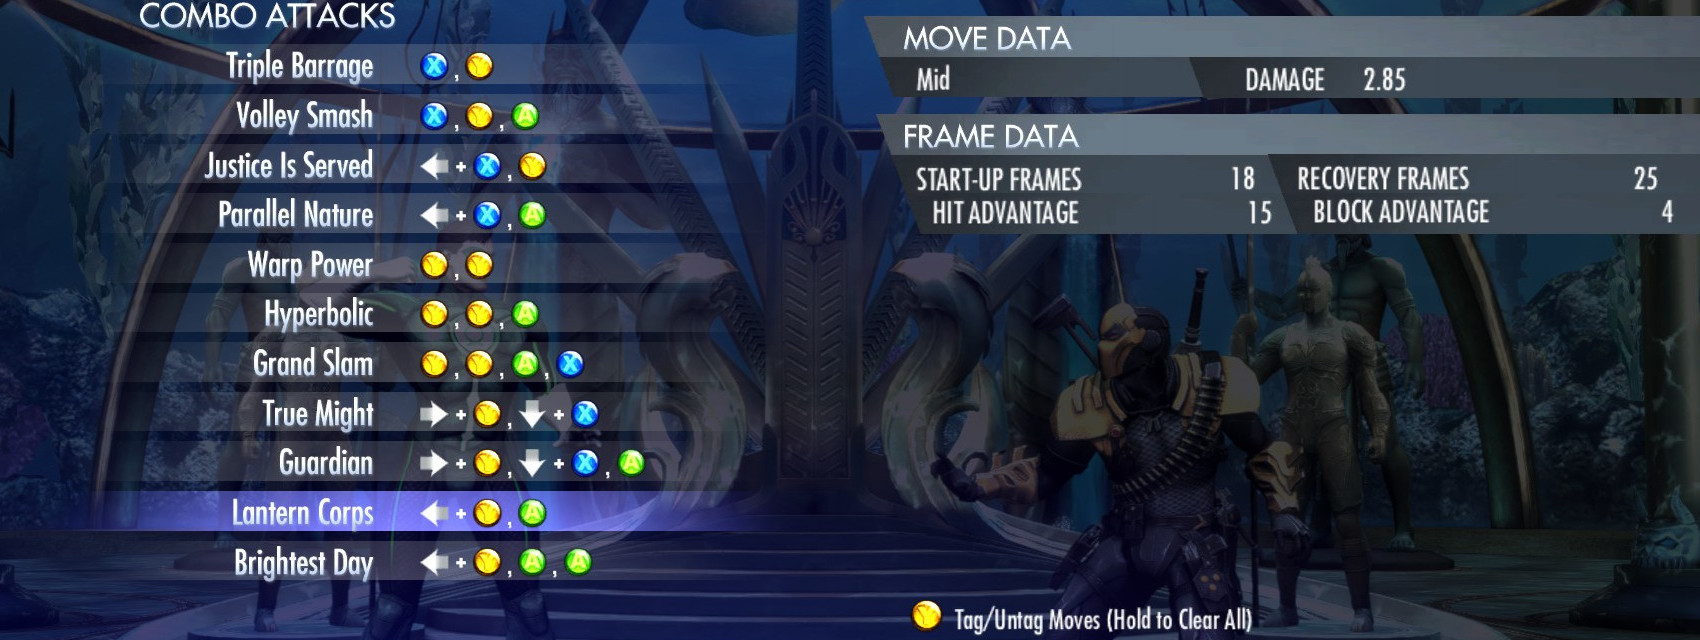 COMBO ATTACKS
Triple Barrage X , Y
Volley Smash X , Y , A
Justice Is Served + X , Y
Parallel Nature + X , A
Warp Power Y , Y
Hyperbolic Y , Y , A
Grand Slam Y , Y , A , X
True Might + Y , + X
Guardian + Y , + X , A
Lantern Corps + Y , A
Brightest Day + Y , A , A
MOVE DATA
Mid DAMAGE 2.85
FRAME DATA
START-UP FRAMES 18 RECOVERY FRAMES 25
HIT ADVANTAGE 15 BLOCK ADVANTAGE 4
Y Tag/Untag Moves (Hold to Clear All)